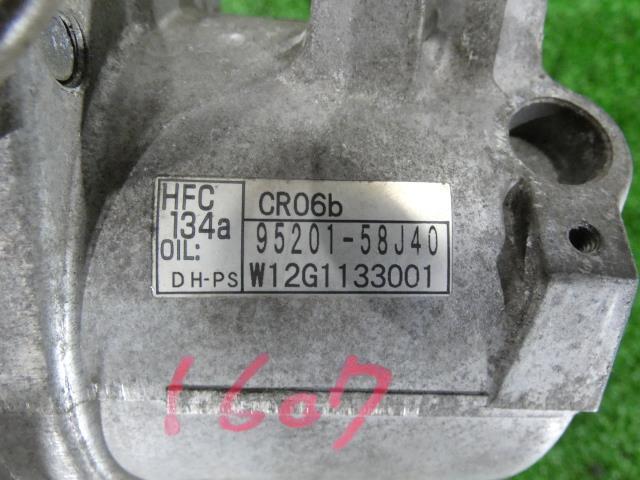 HFC
134a
OIL:
DH-PS
CR06b
95201-58J40
W12G1133001
1607